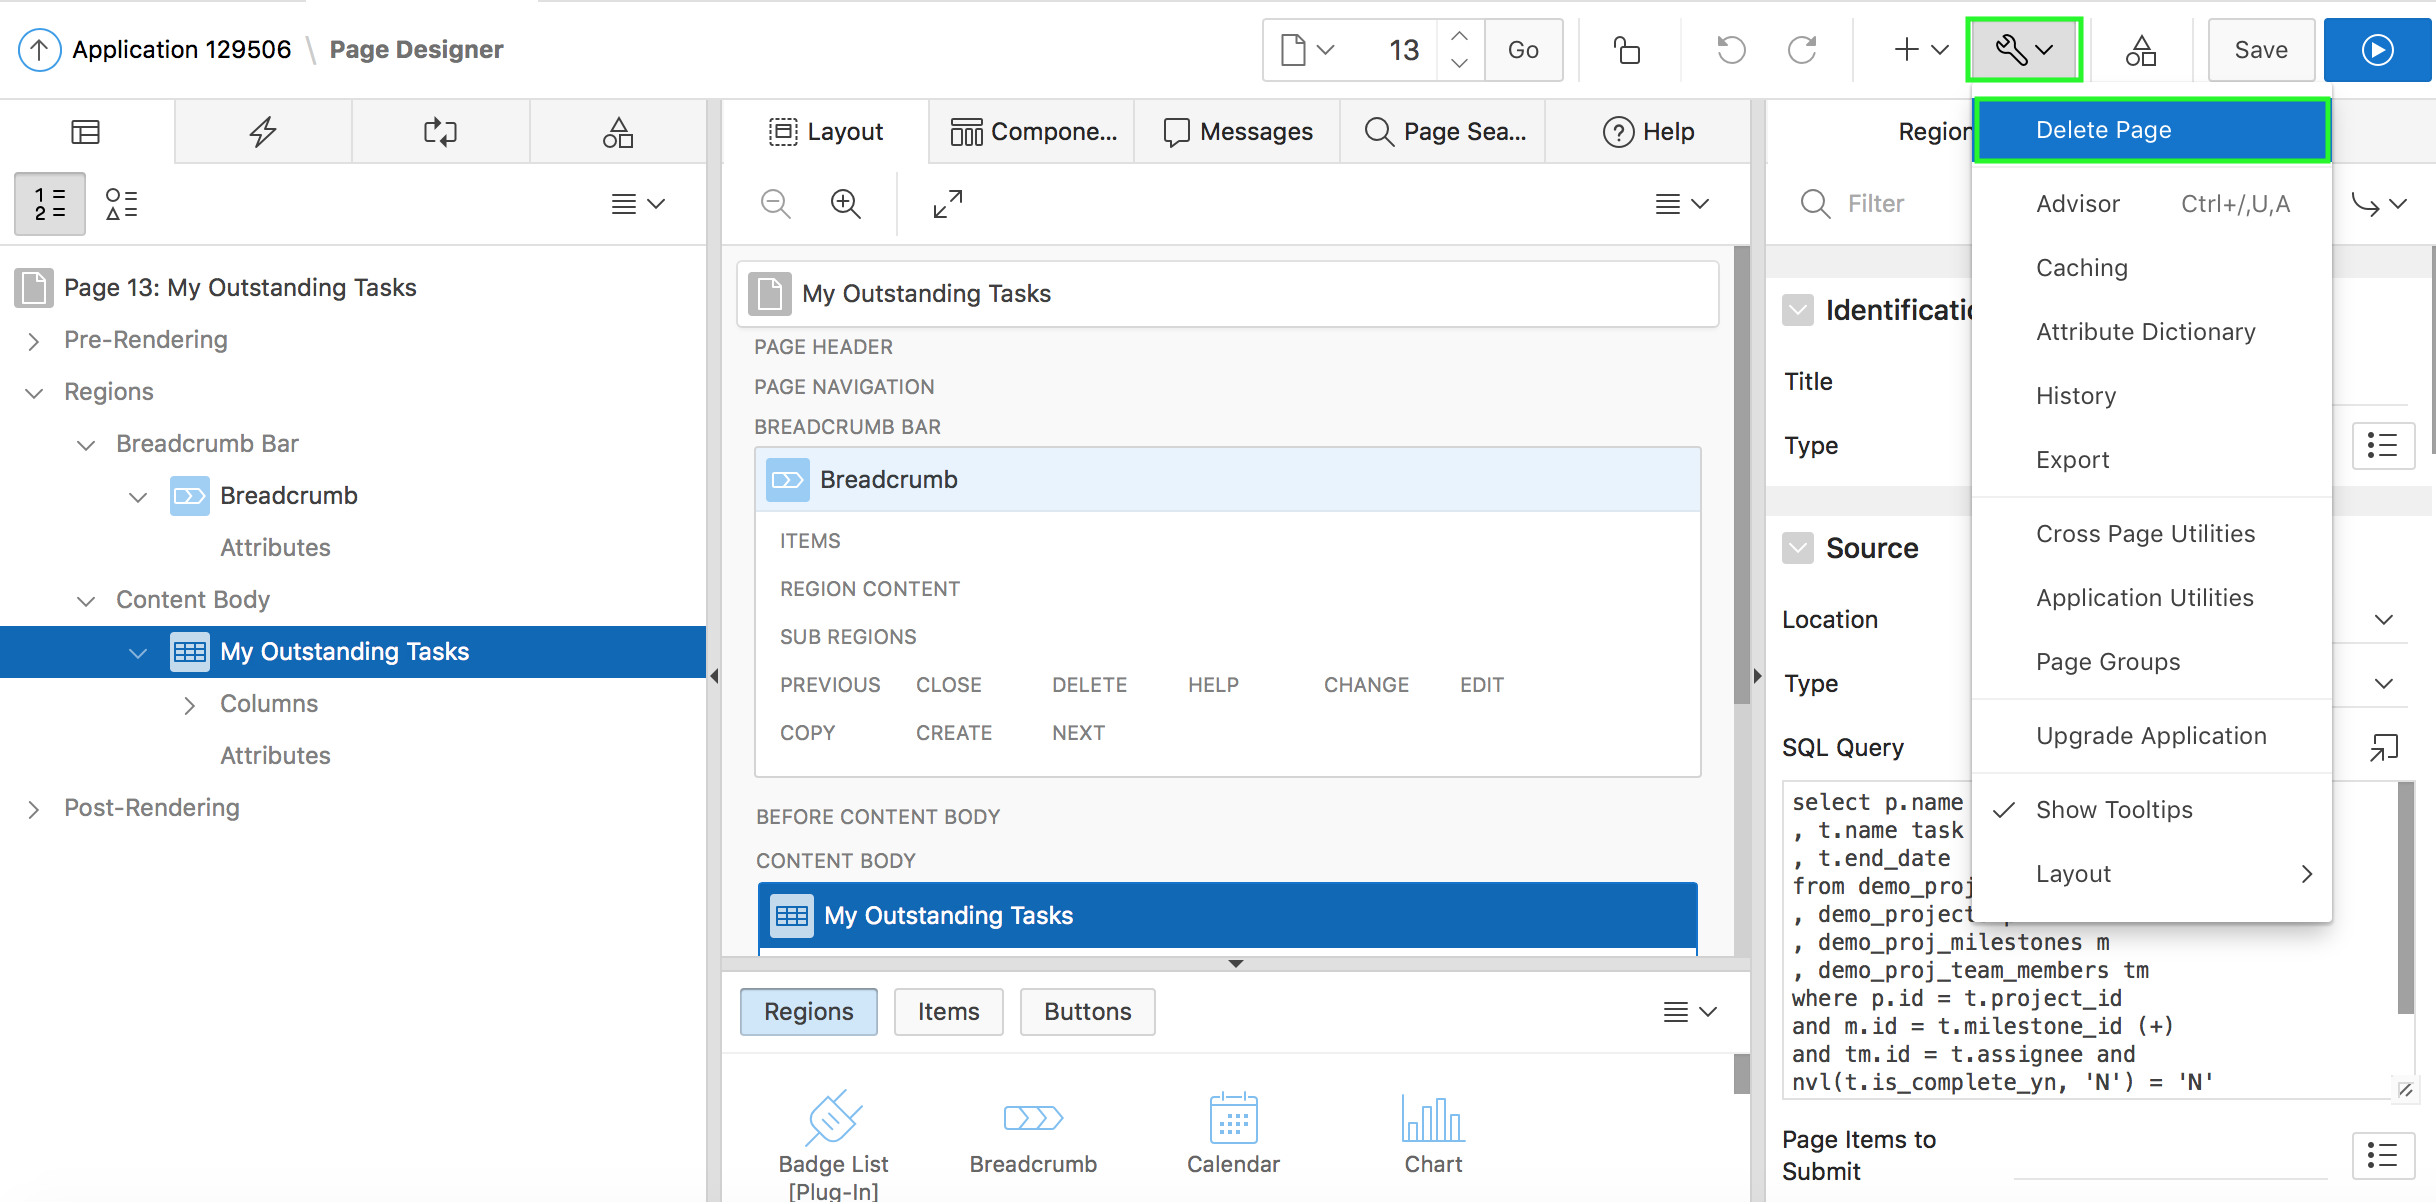 Application 129506 \ Page Designer
13
Go
Save
Layout
Compone...
Messages
Page Sea...
Help
Region
Delete Page
1
2
Filter
Advisor Ctrl+/,U,A
Caching
Attribute Dictionary
History
Export
Cross Page Utilities
Application Utilities
Page Groups
Upgrade Application
Show Tooltips
Layout
Page 13: My Outstanding Tasks
Pre-Rendering
Regions
Breadcrumb Bar
Breadcrumb
Attributes
Content Body
My Outstanding Tasks
Columns
Attributes
Post-Rendering
My Outstanding Tasks
PAGE HEADER
PAGE NAVIGATION
BREADCRUMB BAR
Breadcrumb
ITEMS
REGION CONTENT
SUB REGIONS
PREVIOUS CLOSE DELETE HELP CHANGE EDIT
COPY CREATE NEXT
BEFORE CONTENT BODY
CONTENT BODY
My Outstanding Tasks
Regions Items Buttons
Badge List
[Plug-In]
Breadcrumb
Calendar
Chart
Title
Type
Source
Location
Type
SQL Query
select p.name
, t.name task
, t.end_date
from
,
, demo_proj_milestones m
, demo_proj_team_members tm
where p.id = t.project_id
and m.id = t.milestone_id (+)
and tm.id = t.assignee and
nvl(t.is_complete_yn, 'N') = 'N'
Page Items to
Submit